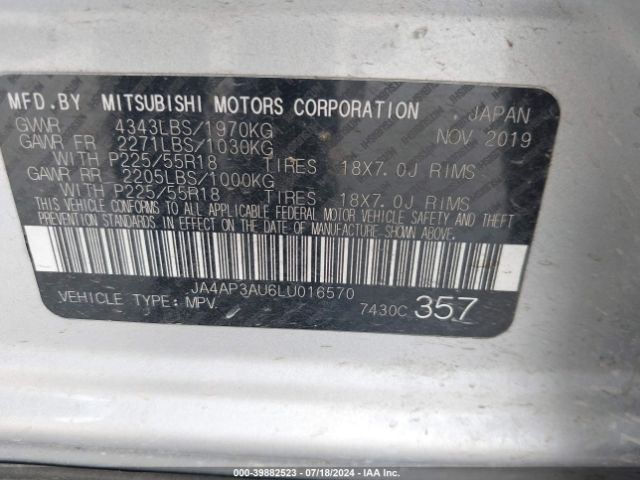 MFD.BY MITSUBISHI MOTORS CORPORATION JAPAN
GVWR 4343LBS/1970KG NOV 2019
GAWR FR 2271LBS/1030KG
WITH P225/55R18 TIRES 18X7.0J RIMS
GAWR RR 2205LBS/1000KG
WITH P225/55R18 TIRES 18X7.0J RIMS
THIS VEHICLE CONFORMS TO ALL APPLICABLE FEDERAL MOTOR VEHICLE SAFETY AND THEFT
PREVENTION STANDARDS IN EFFECT ON THE DATE OF MANUFACTURE SHOWN ABOVE.
JA4AP3AU6LU016570
VEHICLE TYPE: MPV 7430C 357
000-39882523 - 07/18/2024 - IAA Inc.